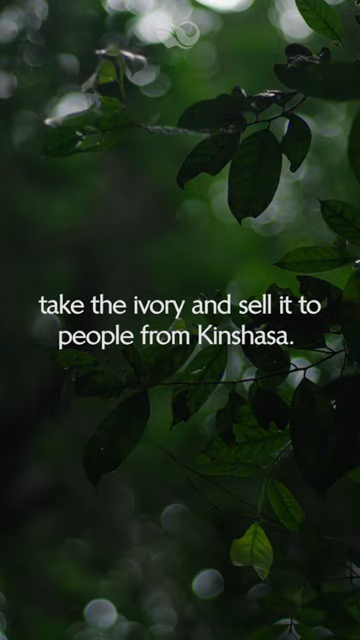 take the ivory and sell it to
people from Kinshasa.